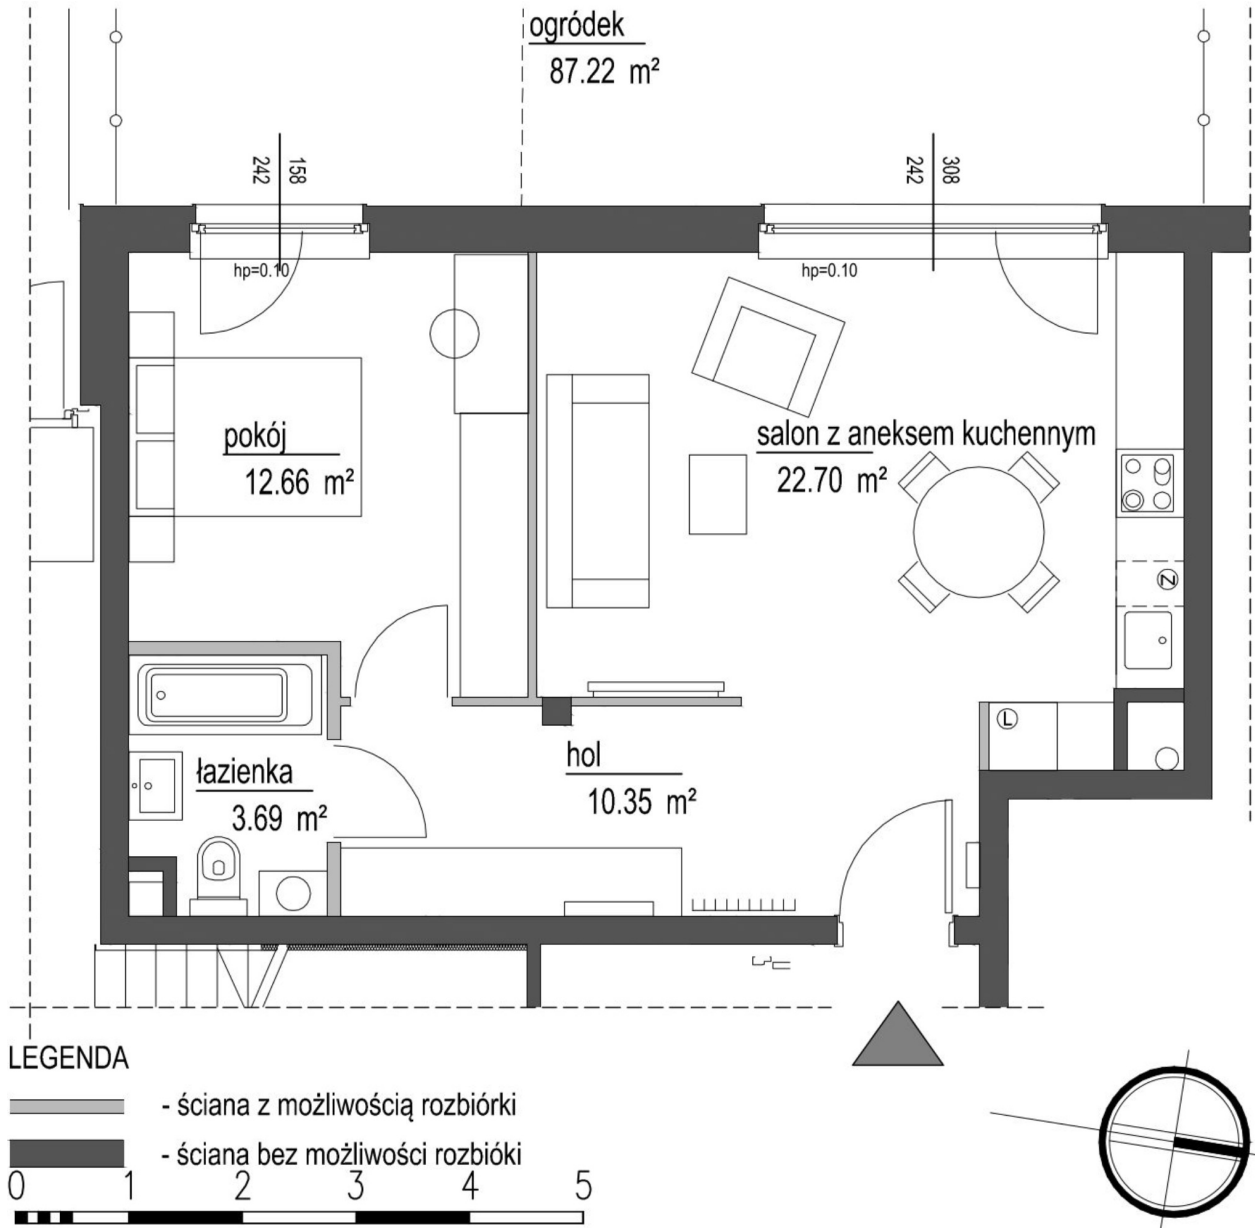 ogródek
87.22 m²
242
158
242
308
hp=0.10
hp=0.10
pokój
12.66 m²
salon z aneksem kuchennym
22.70 m²
Z
L
hol
10.35 m²
łazienka
3.69 m²
LEGENDA
- ściana z możliwością rozbiórki
- ściana bez możliwości rozbióki
0 1 2 3 4 5